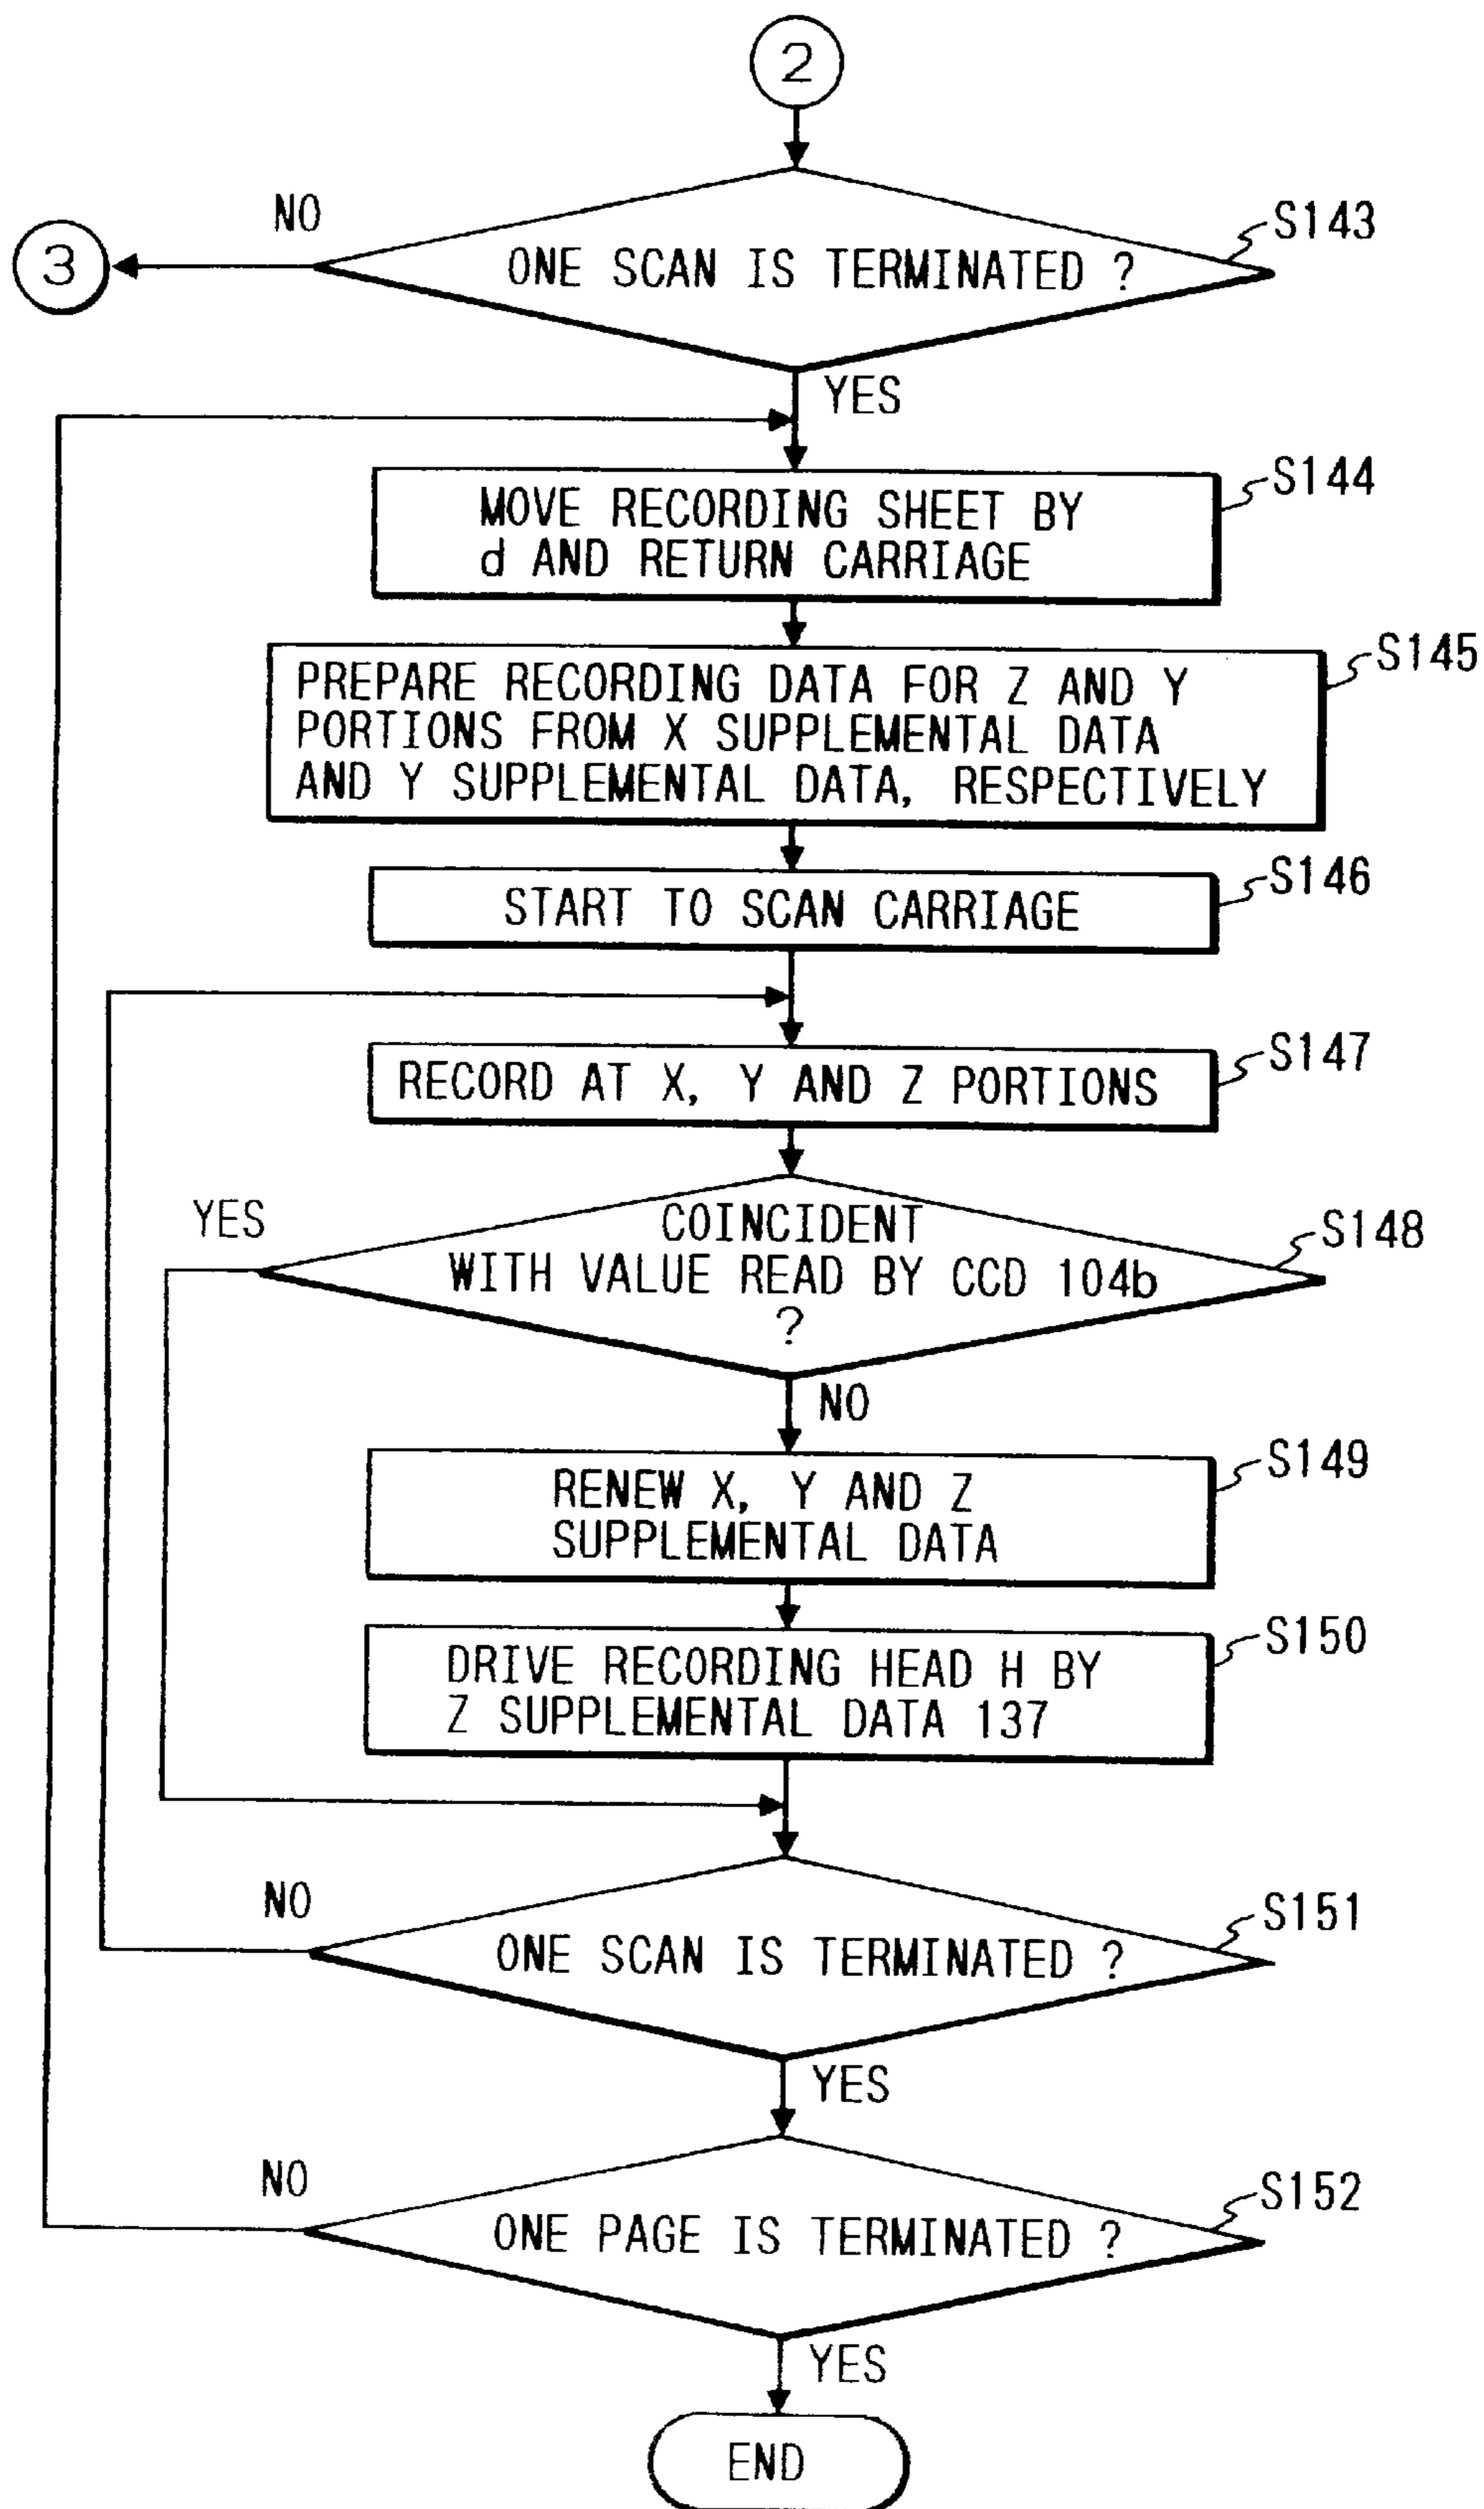 2
NO
S143
3
ONE SCAN IS TERMINATED ?
YES
S144
MOVE RECORDING SHEET BY
d AND RETURN CARRIAGE
S145
PREPARE RECORDING DATA FOR Z AND Y
PORTIONS FROM X SUPPLEMENTAL DATA
AND Y SUPPLEMENTAL DATA, RESPECTIVELY
S146
START TO SCAN CARRIAGE
S147
RECORD AT X, Y AND Z PORTIONS
YES
S148
COINCIDENT
WITH VALUE READ BY CCD 104b
?
NO
S149
RENEW X, Y AND Z
SUPPLEMENTAL DATA
S150
DRIVE RECORDING HEAD H BY
Z SUPPLEMENTAL DATA 137
NO
S151
ONE SCAN IS TERMINATED ?
YES
NO
S152
ONE PAGE IS TERMINATED ?
YES
END